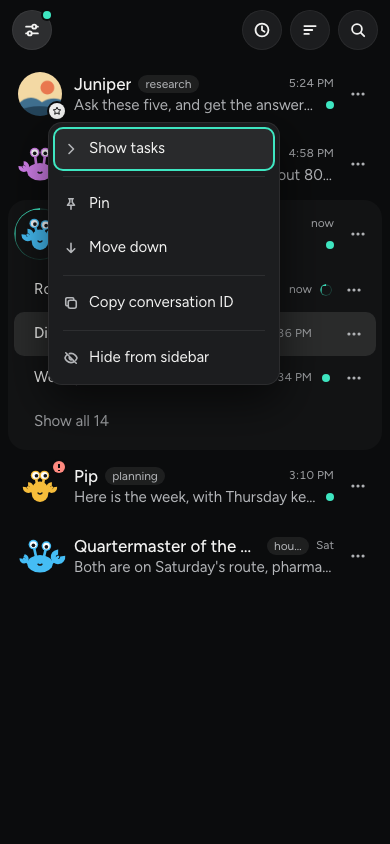 Juniper research 5:24 PM
Ask these five, and get the answer...
Show tasks
4:58 PM
out 80...
Pin
now
Move down
now
Copy conversation ID
36 PM
Hide from sidebar
34 PM
Show all 14
Pip planning 3:10 PM
Here is the week, with Thursday ke...
Quartermaster of the ... hou... Sat
Both are on Saturday's route, pharma...